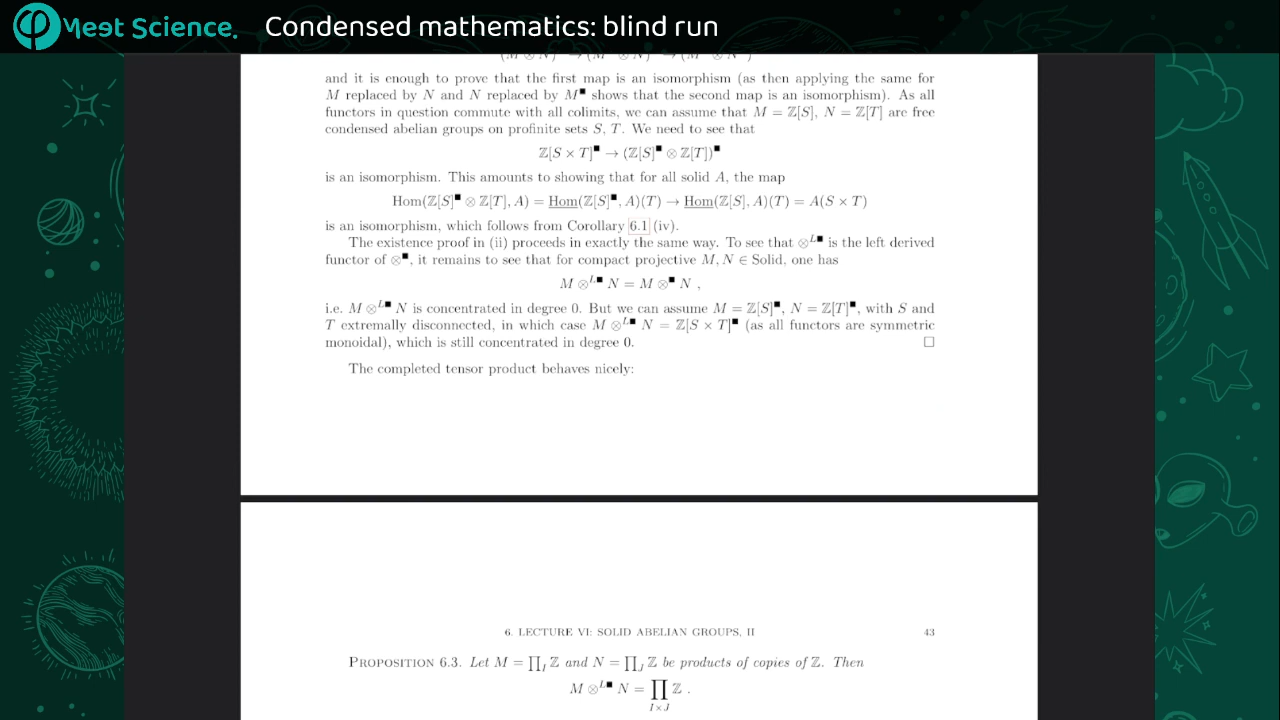 Meet Science.
Condensed mathematics: blind run
and it is enough to prove that the first map is an isomorphism (as then applying the same for
M replaced by N and N replaced by M^■ shows that the second map is an isomorphism). As all
functors in question commute with all colimits, we can assume that M = ℤ[S], N = ℤ[T] are free
condensed abelian groups on profinite sets S, T. We need to see that
ℤ[S × T]^■ → (ℤ[S]^■ ⊗ ℤ[T])^■
is an isomorphism. This amounts to showing that for all solid A, the map
Hom(ℤ[S]^■ ⊗ ℤ[T], A) = Hom(ℤ[S]^■, A)(T) → Hom(ℤ[S], A)(T) = A(S × T)
is an isomorphism, which follows from Corollary 6.1 (iv).
The existence proof in (ii) proceeds in exactly the same way. To see that ⊗^{L■} is the left derived
functor of ⊗^■, it remains to see that for compact projective M, N ∈ Solid, one has
M ⊗^{L■} N = M ⊗^■ N ,
i.e. M ⊗^{L■} N is concentrated in degree 0. But we can assume M = ℤ[S]^■, N = ℤ[T]^■, with S and
T extremally disconnected, in which case M ⊗^{L■} N = ℤ[S × T]^■ (as all functors are symmetric
monoidal), which is still concentrated in degree 0. □
The completed tensor product behaves nicely:
6. LECTURE VI: SOLID ABELIAN GROUPS, II 43
PROPOSITION 6.3. Let M = ∏_I ℤ and N = ∏_J ℤ be products of copies of ℤ. Then
M ⊗^{L■} N = ∏_{I×J} ℤ .